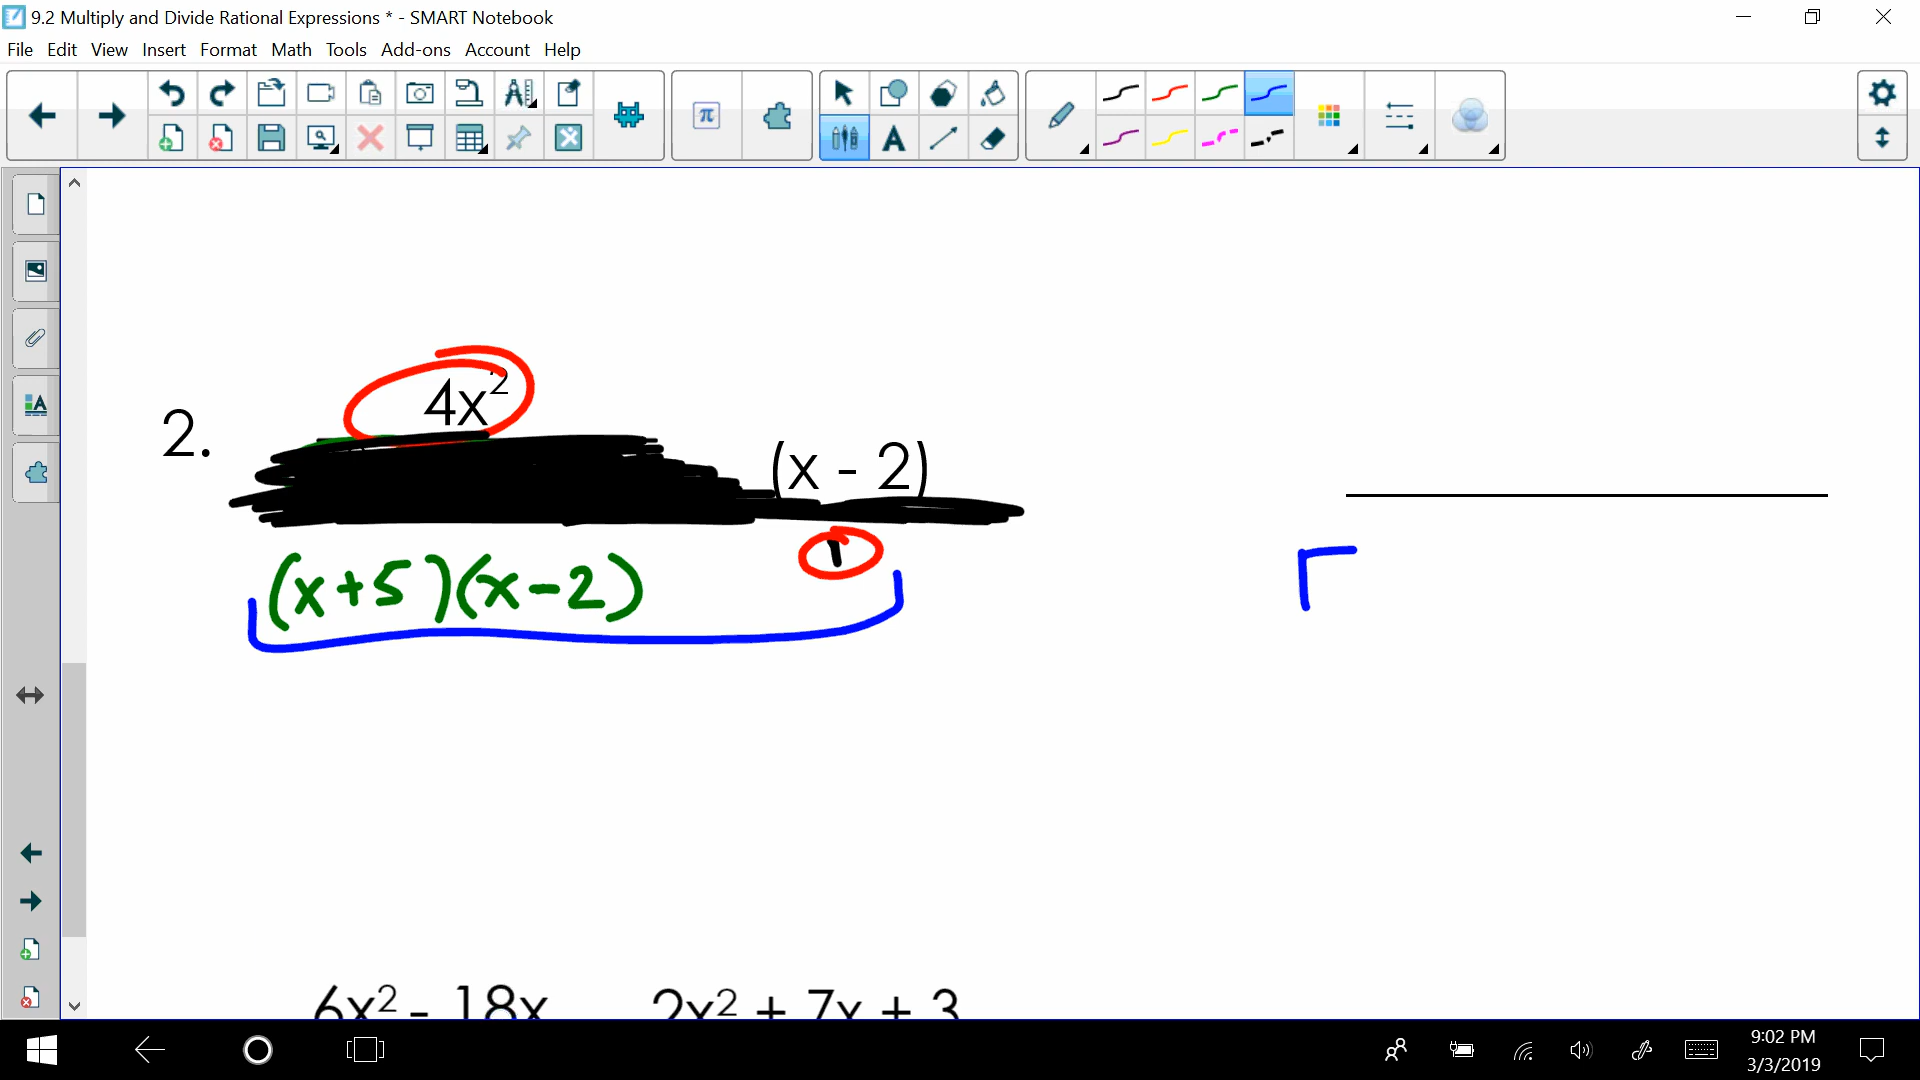 9.2 Multiply and Divide Rational Expressions * - SMART Notebook
File Edit View Insert Format Math Tools Add-ons Account Help
π
A
A
4x²
2.
(x - 2)
1
(x+5)(x-2)
6x² - 18x 2x² + 7x + 3
9:02 PM
3/3/2019